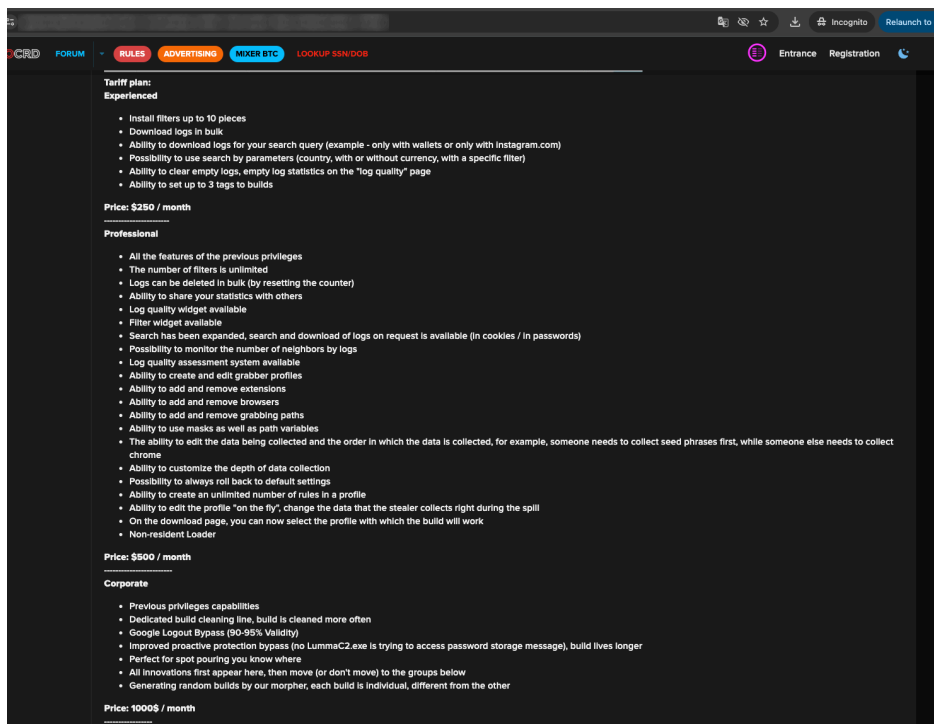 Incognito
Relaunch to
CRD
FORUM
RULES
ADVERTISING
MIXER BTC
LOOKUP SSN/DOB
Entrance
Registration
Tariff plan:
Experienced
• Install filters up to 10 pieces
• Download logs in bulk
• Ability to download logs for your search query (example - only with wallets or only with instagram.com)
• Possibility to use search by parameters (country, with or without currency, with a specific filter)
• Ability to clear empty logs, empty log statistics on the "log quality" page
• Ability to set up to 3 tags to builds
Price: $250 / month
-----------------------
Professional
• All the features of the previous privileges
• The number of filters is unlimited
• Logs can be deleted in bulk (by resetting the counter)
• Ability to share your statistics with others
• Log quality widget available
• Filter widget available
• Search has been expanded, search and download of logs on request is available (in cookies / in passwords)
• Possibility to monitor the number of neighbors by logs
• Log quality assessment system available
• Ability to create and edit grabber profiles
• Ability to add and remove extensions
• Ability to add and remove browsers
• Ability to add and remove grabbing paths
• Ability to use masks as well as path variables
• The ability to edit the data being collected and the order in which the data is collected, for example, someone needs to collect seed phrases first, while someone else needs to collect
chrome
• Ability to customize the depth of data collection
• Possibility to always roll back to default settings
• Ability to create an unlimited number of rules in a profile
• Ability to edit the profile "on the fly", change the data that the stealer collects right during the spill
• On the download page, you can now select the profile with which the build will work
• Non-resident Loader
Price: $500 / month
------------------------
Corporate
• Previous privileges capabilities
• Dedicated build cleaning line, build is cleaned more often
• Google Logout Bypass (90-95% Validity)
• Improved proactive protection bypass (no LummaC2.exe is trying to access password storage message), build lives longer
• Perfect for spot pouring you know where
• All innovations first appear here, then move (or don't move) to the groups below
• Generating random builds by our morpher, each build is individual, different from the other
Price: 1000$ / month
-----------------